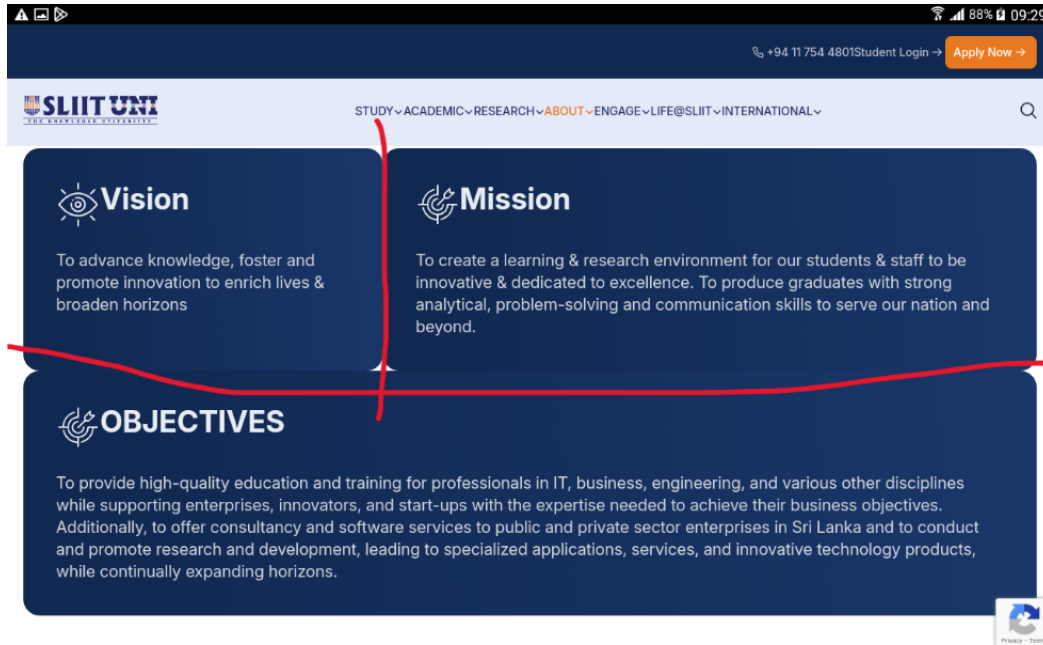 88% 09:29
+94 11 754 4801Student Login → Apply Now →
SLIIT UNI
THE KNOWLEDGE UNIVERSITY
STUDY ACADEMIC RESEARCH ABOUT ENGAGE LIFE@SLIIT INTERNATIONAL
Vision
To advance knowledge, foster and
promote innovation to enrich lives &
broaden horizons
Mission
To create a learning & research environment for our students & staff to be
innovative & dedicated to excellence. To produce graduates with strong
analytical, problem-solving and communication skills to serve our nation and
beyond.
OBJECTIVES
To provide high-quality education and training for professionals in IT, business, engineering, and various other disciplines
while supporting enterprises, innovators, and start-ups with the expertise needed to achieve their business objectives.
Additionally, to offer consultancy and software services to public and private sector enterprises in Sri Lanka and to conduct
and promote research and development, leading to specialized applications, services, and innovative technology products,
while continually expanding horizons.
Privacy -